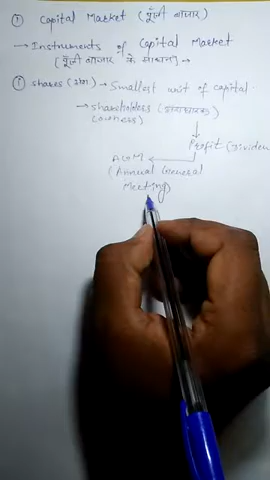 ① Capital Market (पूँजी बाजार)
→ Instruments of Capital Market
(पूँजी बाजार के साधन) →
① shares (अंश) → Smallest unit of capital.
→ shareholders (अंशधारक)
(owners)
Profit (Dividen
AGM
(Annual General
Meeting)